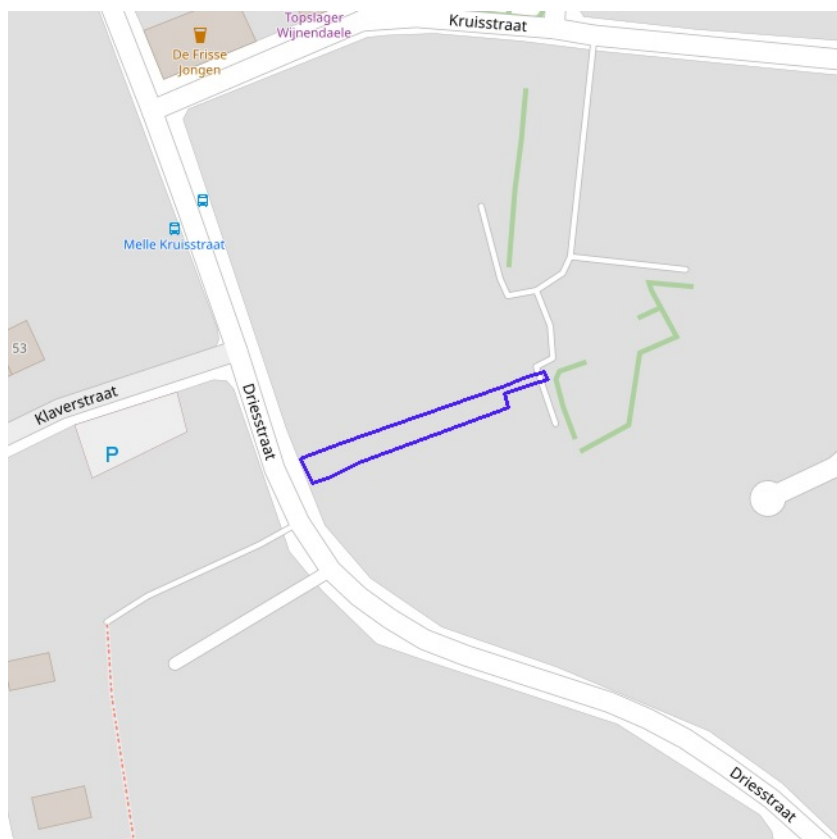 Topslager
Wijnendaele
Kruisstraat
De Frisse
Jongen
Melle Kruisstraat
53
Klaverstraat
Driesstraat
P
Driesstraat